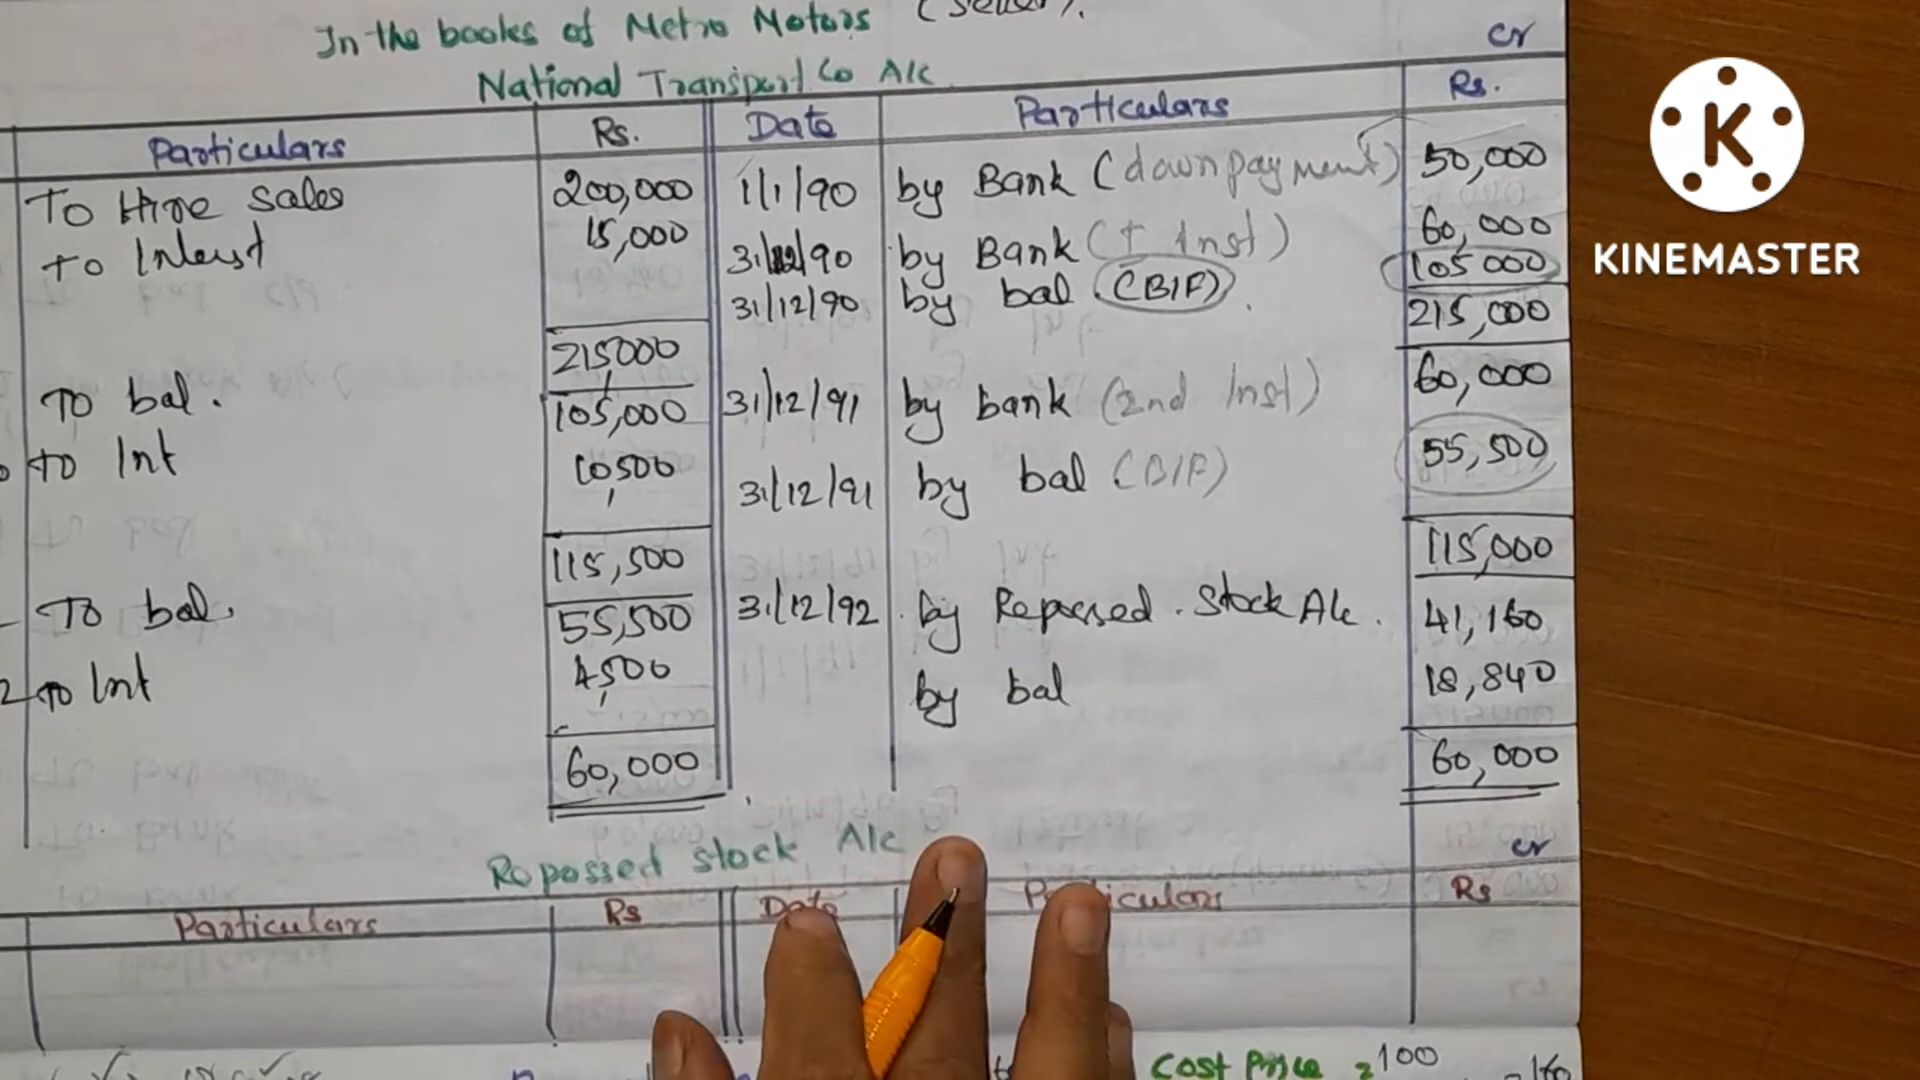 In the books of Metro Motors (Seller).
National Transport Co A/c
cr
Particulars Rs. Date Particulars Rs.
To Hire sales 200,000 1/1/90 by Bank (down payment) 50,000
To Interest 15,000 31/12/90 by Bank (1 Inst) 60,000
31/12/90 by bal (B/F) 105000
215000 215,000
To bal. 105,000 31/12/91 by bank (2nd Inst) 60,000
To Int 10,500 31/12/91 by bal (B/F) 55,500
115,500 115,000
To bal. 55,500 31/12/92 by Repossed. Stock A/c. 41,160
2 To Int 4,500 by bal 18,840
60,000 60,000
Repossed stock A/c
cr
Particulars Rs Date Particulars Rs
Cost Price = 100
K
KINEMASTER